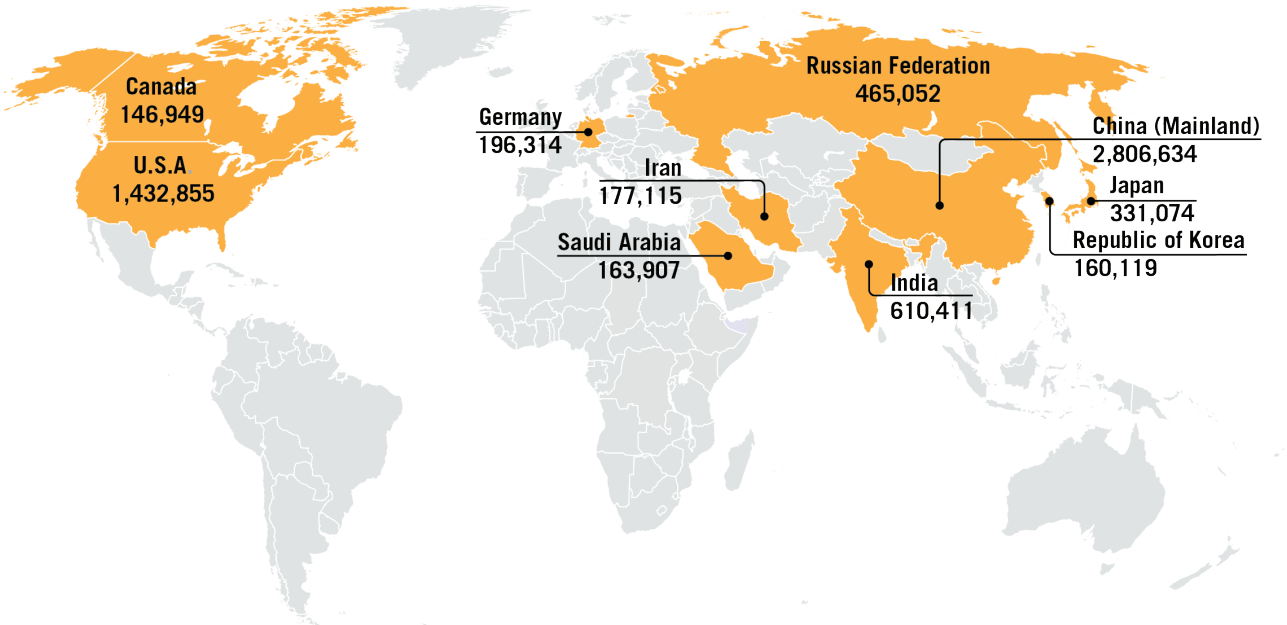 Canada
146,949
U.S.A.
1,432,855
Germany
196,314
Iran
177,115
Saudi Arabia
163,907
Russian Federation
465,052
China (Mainland)
2,806,634
Japan
331,074
Republic of Korea
160,119
India
610,411